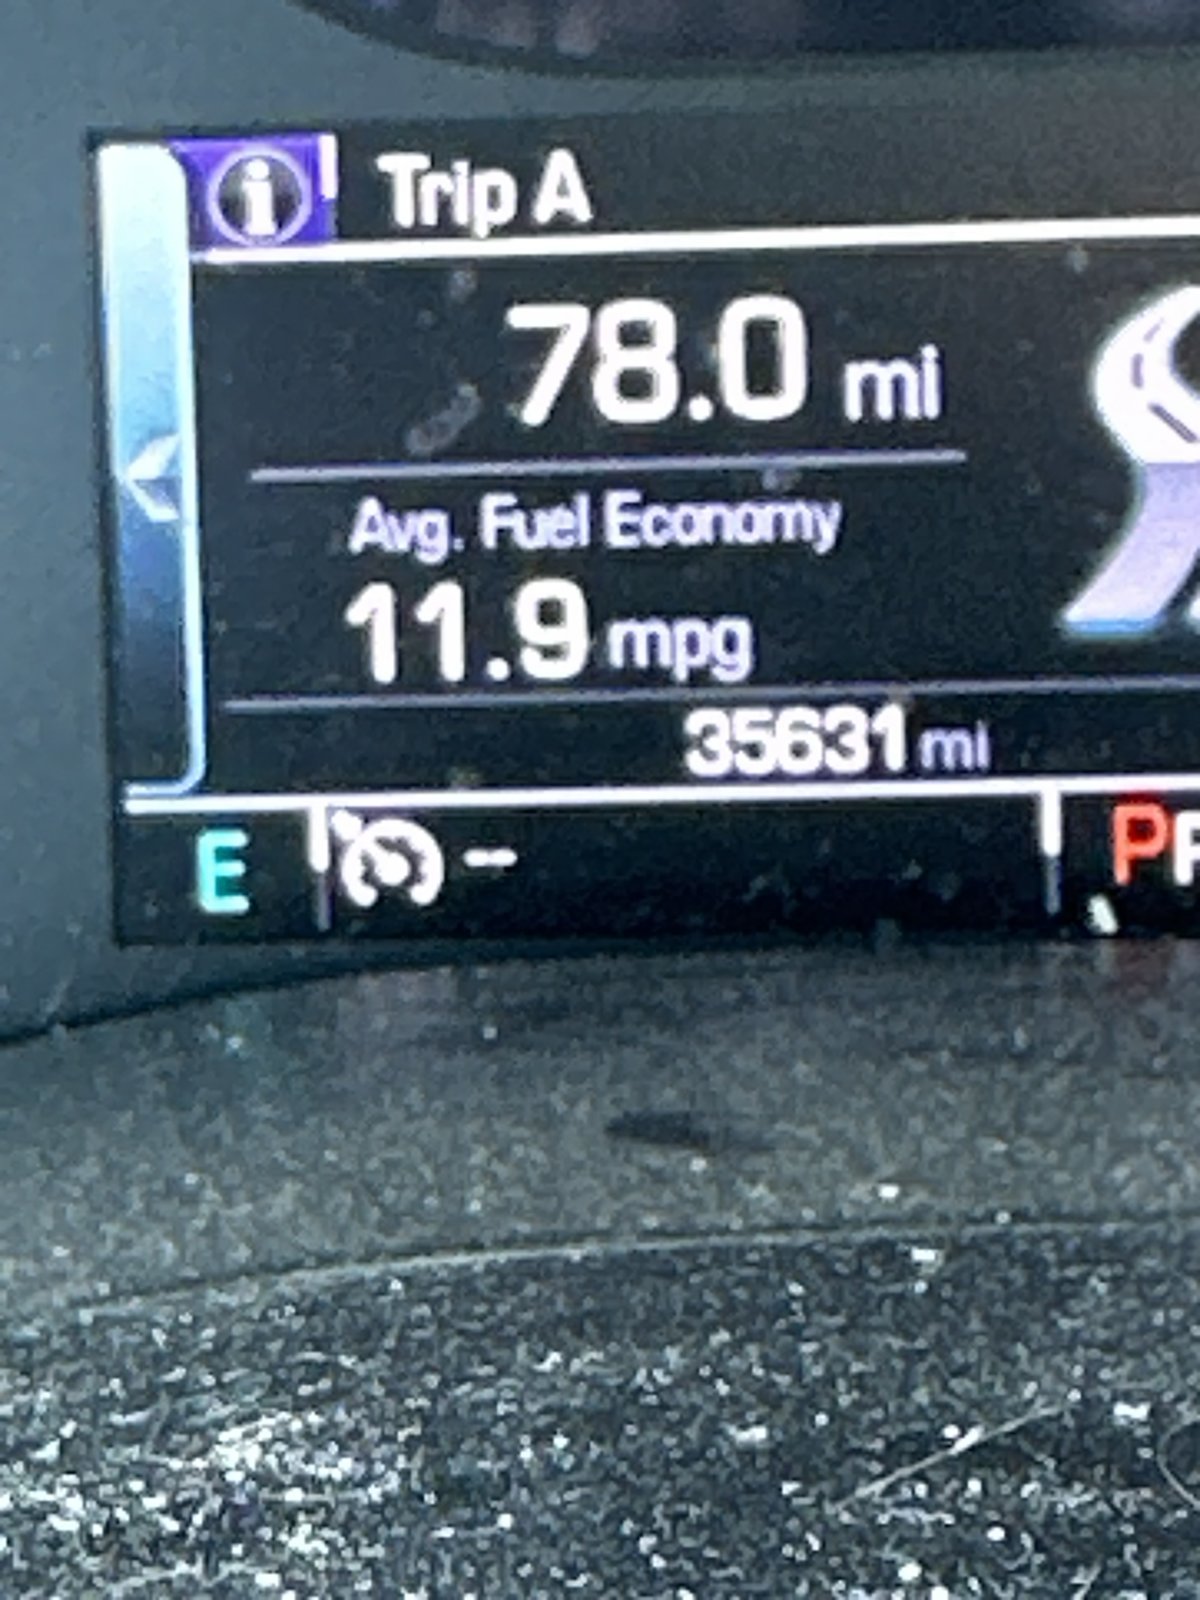 i Trip A
78.0 mi
Avg. Fuel Economy
11.9 mpg
35631 mi
E -- P